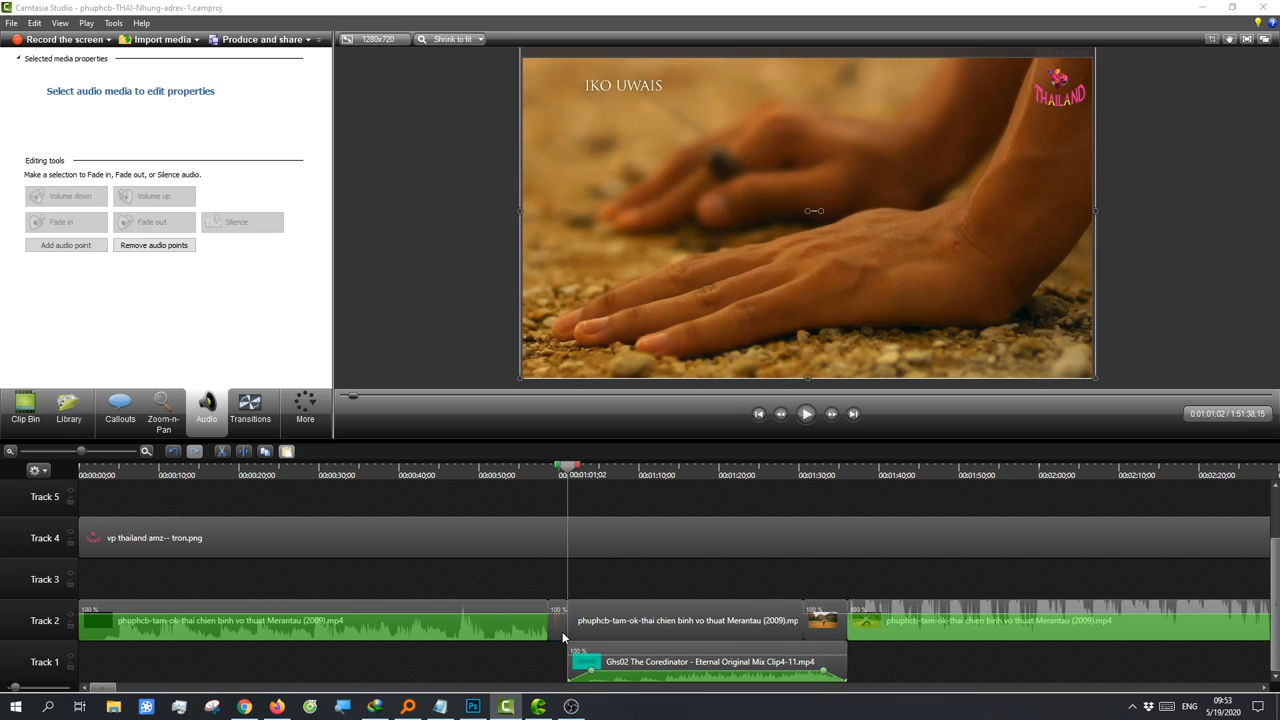 Camtasia Studio - phuphcb-THAI-Nhung-adrev-1.camproj
File Edit View Play Tools Help
Record the screen Import media Produce and share 1280x720 Shrink to fit
Selected media properties
Select audio media to edit properties
Editing tools
Make a selection to Fade in, Fade out, or Silence audio.
Volume down Volume up
Fade in Fade out Silence
Add audio point Remove audio points
IKO UWAIS
THAILAND
Clip Bin Library Callouts Zoom-n-Pan Audio Transitions More
0:01:01;02 / 1:51:38;15
00:00:00;00 00:00:10;00 00:00:20;00 00:00:30;00 00:00:40;00 00:00:50;00 00:01:01;02 00:01:10;00 00:01:20;00 00:01:30;00 00:01:40;00 00:01:50;00 00:02:00;00 00:02:10;00 00:02:20;00
Track 5
Track 4 vp thailand amz-- tron.png
Track 3
100 % 100 % 100 % 100 %
Track 2 phuphcb-tam-ok-thai chien binh vo thuat Merantau (2009).mp4 phuphcb-tam-ok-thai chien binh vo thuat Merantau (2009).mp phuphcb-tam-ok-thai chien binh vo thuat Merantau (2009).mp4
100 %
Track 1 Ghs02 The Coredinator - Eternal Original Mix Clip4-11.mp4
ENG
09:53
5/19/2020